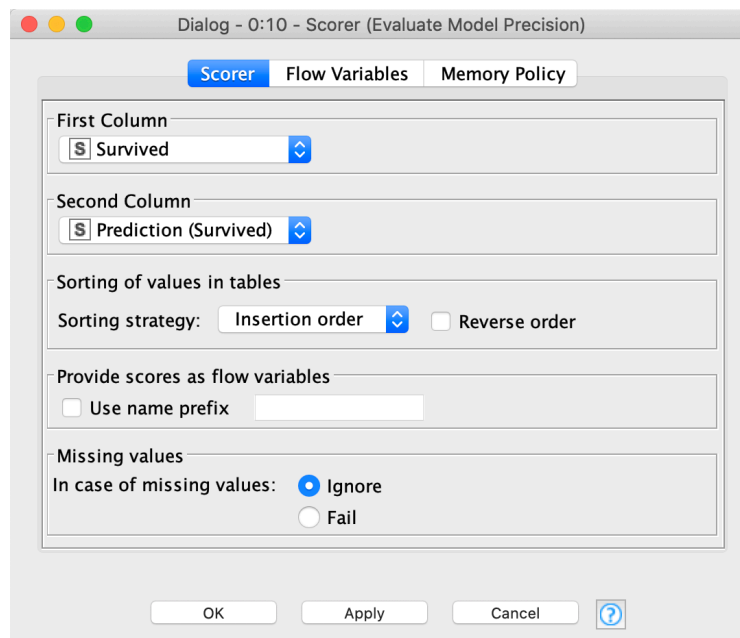 Dialog - 0:10 - Scorer (Evaluate Model Precision)
Scorer Flow Variables Memory Policy
First Column
S Survived
Second Column
S Prediction (Survived)
Sorting of values in tables
Sorting strategy: Insertion order Reverse order
Provide scores as flow variables
Use name prefix
Missing values
In case of missing values: Ignore
Fail
OK Apply Cancel ?